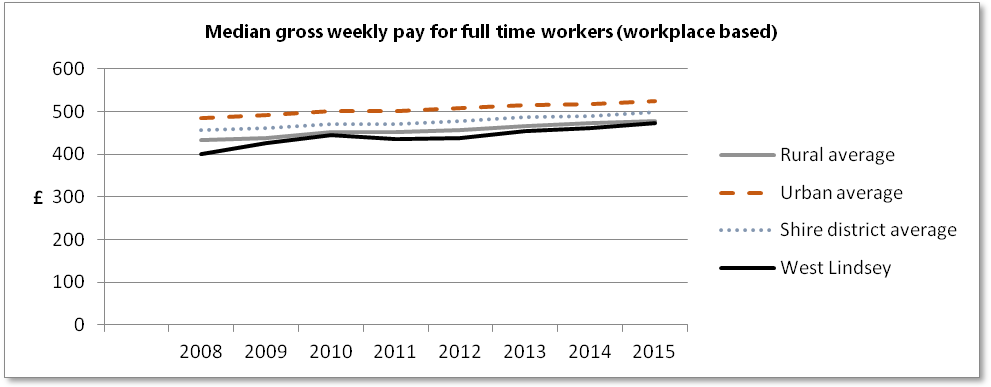 Median gross weekly pay for full time workers (workplace based)
600
500
400
£ 300
200
100
0
2008 2009 2010 2011 2012 2013 2014 2015
Rural average
Urban average
Shire district average
West Lindsey